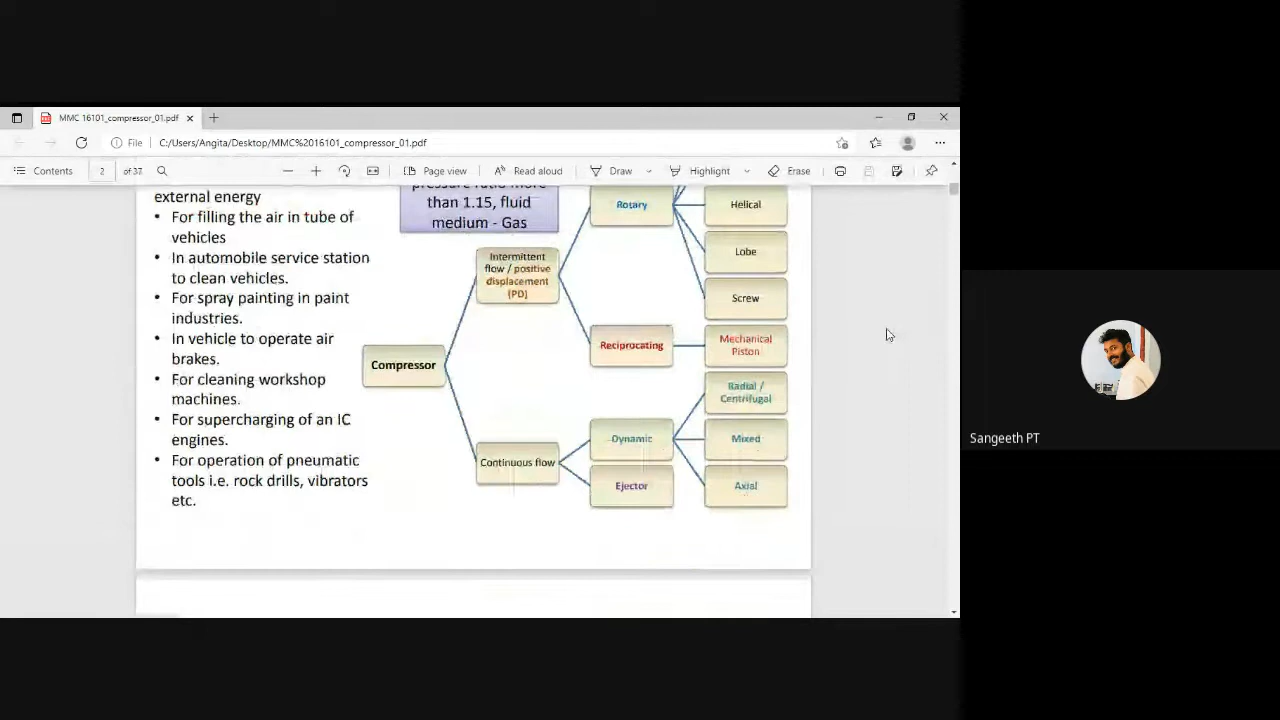 MMC 16101_compressor_01.pdf
File
C:/Users/Angita/Desktop/MMC%2016101_compressor_01.pdf
Contents
2
of 37
Page view
Read aloud
Draw
Highlight
Erase
external energy
• For filling the air in tube of
vehicles
• In automobile service station
to clean vehicles.
• For spray painting in paint
industries.
• In vehicle to operate air
brakes.
• For cleaning workshop
machines.
• For supercharging of an IC
engines.
• For operation of pneumatic
tools i.e. rock drills, vibrators
etc.
pressure ratio more
than 1.15, fluid
medium - Gas
Compressor
Intermittent
flow / positive
displacement
(PD)
Continuous flow
Rotary
Reciprocating
Dynamic
Ejector
Helical
Lobe
Screw
Mechanical
Piston
Radial /
Centrifugal
Mixed
Axial
Sangeeth PT